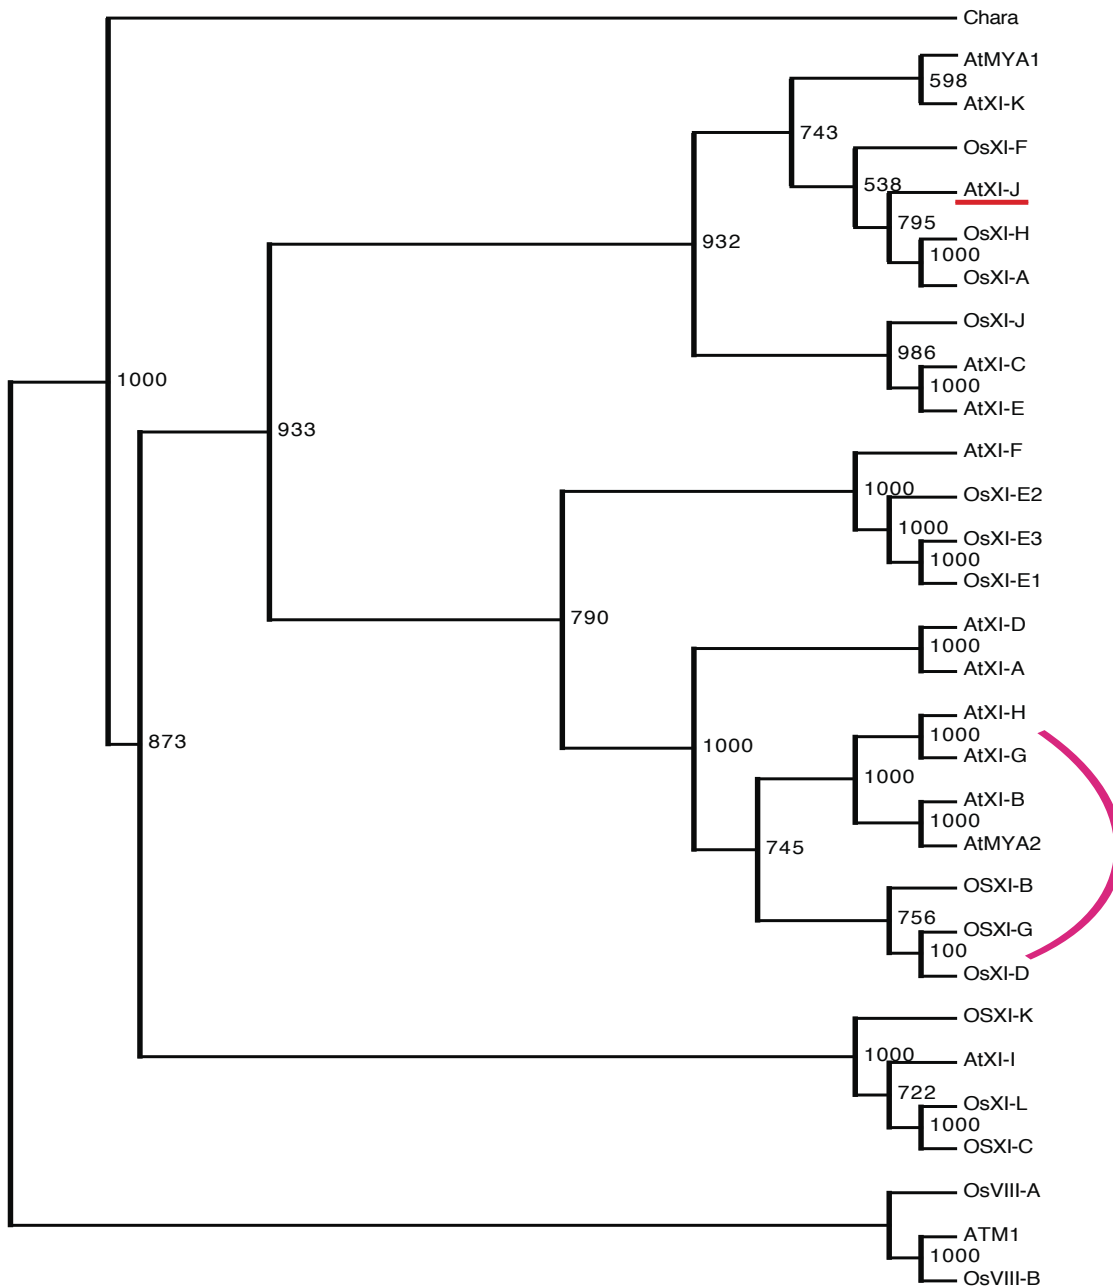 Chara
AtMYA1
598
AtXI-K
743
OsXI-F
538
AtXI-J
795
OsXI-H
932
1000
OsXI-A
OsXI-J
986
AtXI-C
1000
1000
AtXI-E
933
AtXI-F
1000
OsXI-E2
1000
OsXI-E3
1000
OsXI-E1
790
AtXI-D
1000
AtXI-A
AtXI-H
873
1000
1000
AtXI-G
1000
AtXI-B
1000
745
AtMYA2
OSXI-B
756
OSXI-G
100
OsXI-D
OSXI-K
1000
AtXI-I
722
OsXI-L
1000
OSXI-C
OsVIII-A
ATM1
1000
OsVIII-B